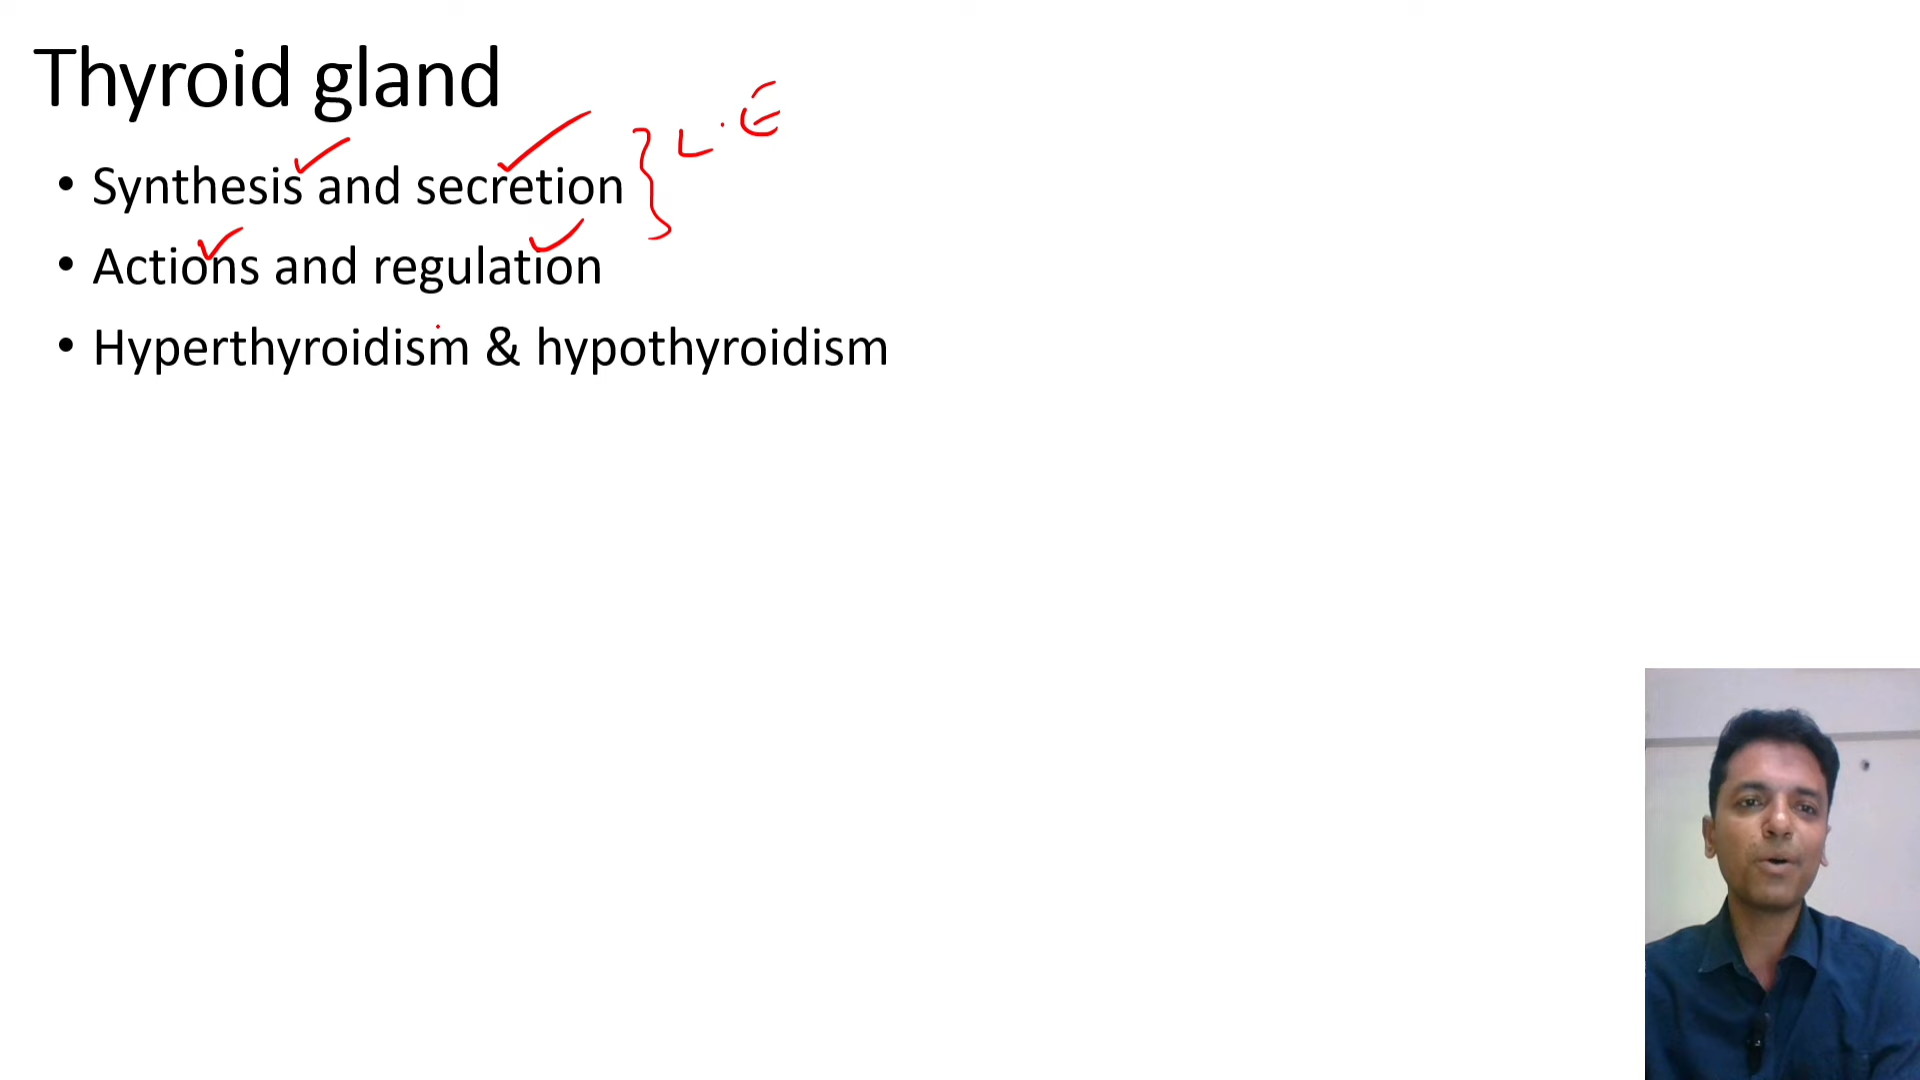 Thyroid gland
L.E
• Synthesis and secretion
• Actions and regulation
• Hyperthyroidism & hypothyroidism